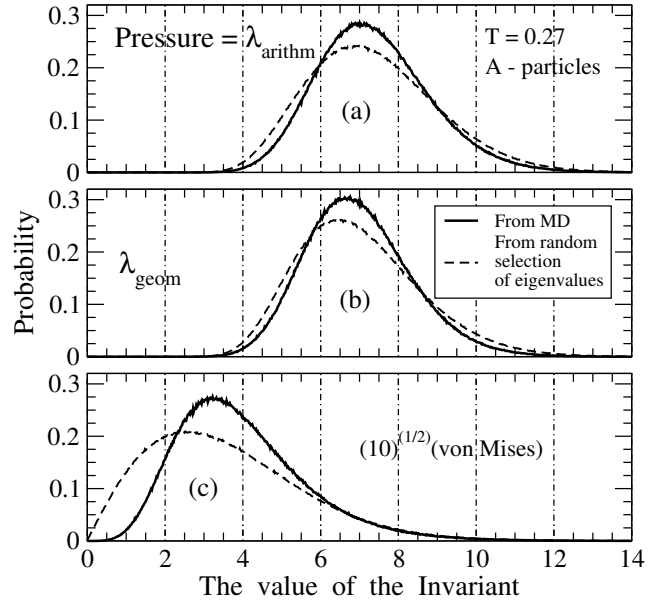 Pressure = λarithm
T = 0.27
A - particles
0.3
0.2
0.1
0
(a)
0.3
0.2
0.1
0
λgeom
(b)
From MD
From random
selection
of eigenvalues
Probability
0.3
0.2
0.1
0
(10)^(1/2)(von Mises)
(c)
0 2 4 6 8 10 12 14
The value of the Invariant